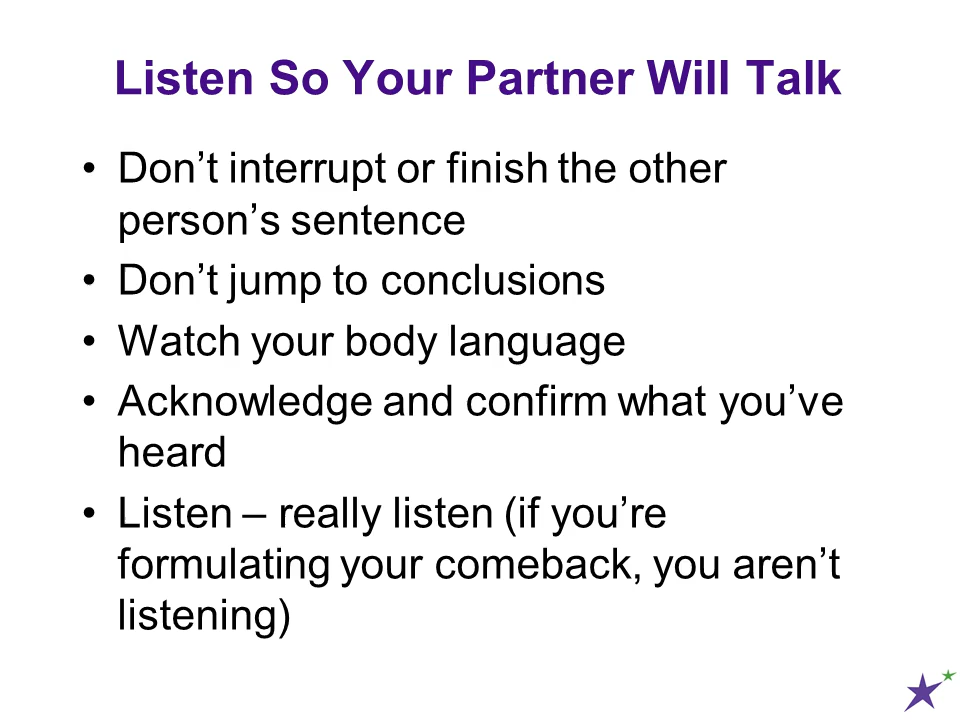 Listen So Your Partner Will Talk
• Don’t interrupt or finish the other
person’s sentence
• Don’t jump to conclusions
• Watch your body language
• Acknowledge and confirm what you’ve
heard
• Listen – really listen (if you’re
formulating your comeback, you aren’t
listening)